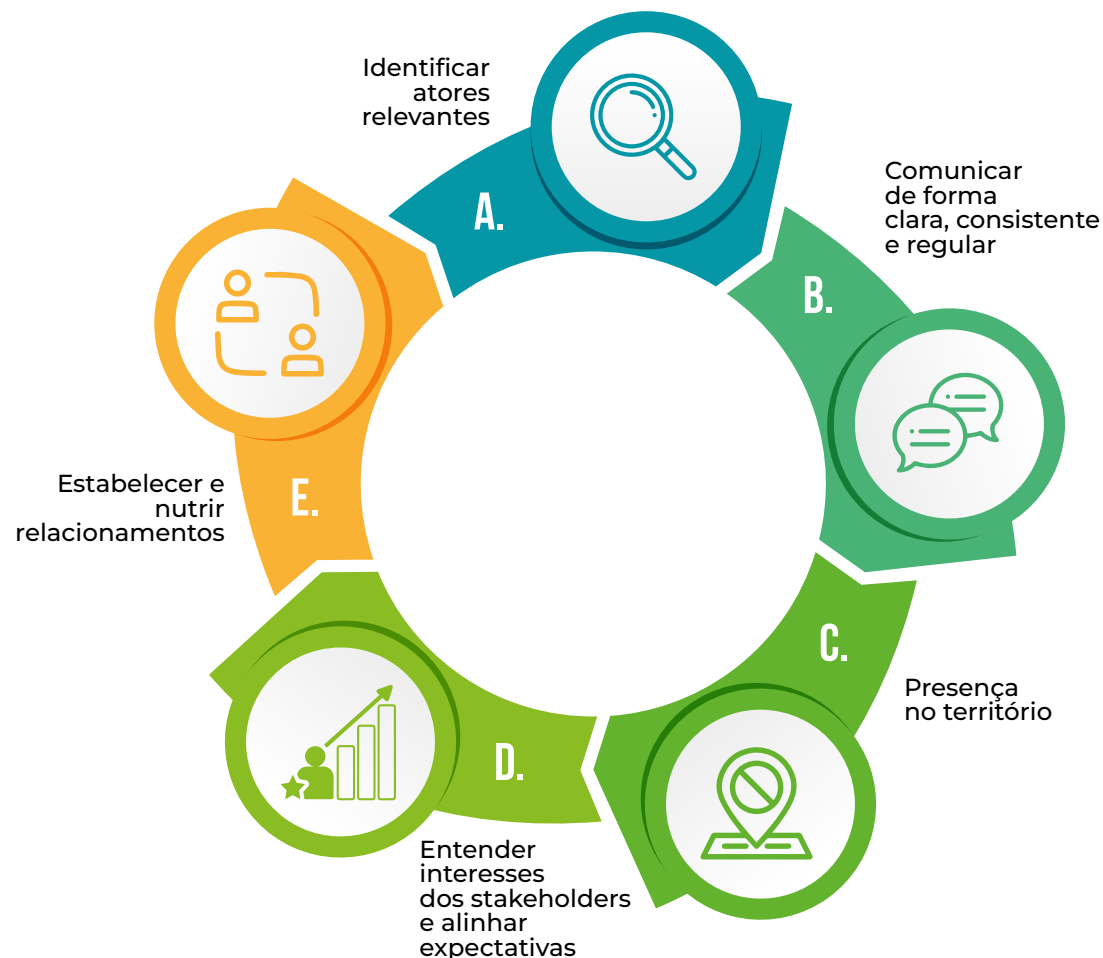 A.
Identificar
atores
relevantes
B.
Comunicar
de forma
clara, consistente
e regular
C.
Presença
no território
D.
Entender
interesses
dos stakeholders
e alinhar
expectativas
E.
Estabelecer e
nutrir
relacionamentos